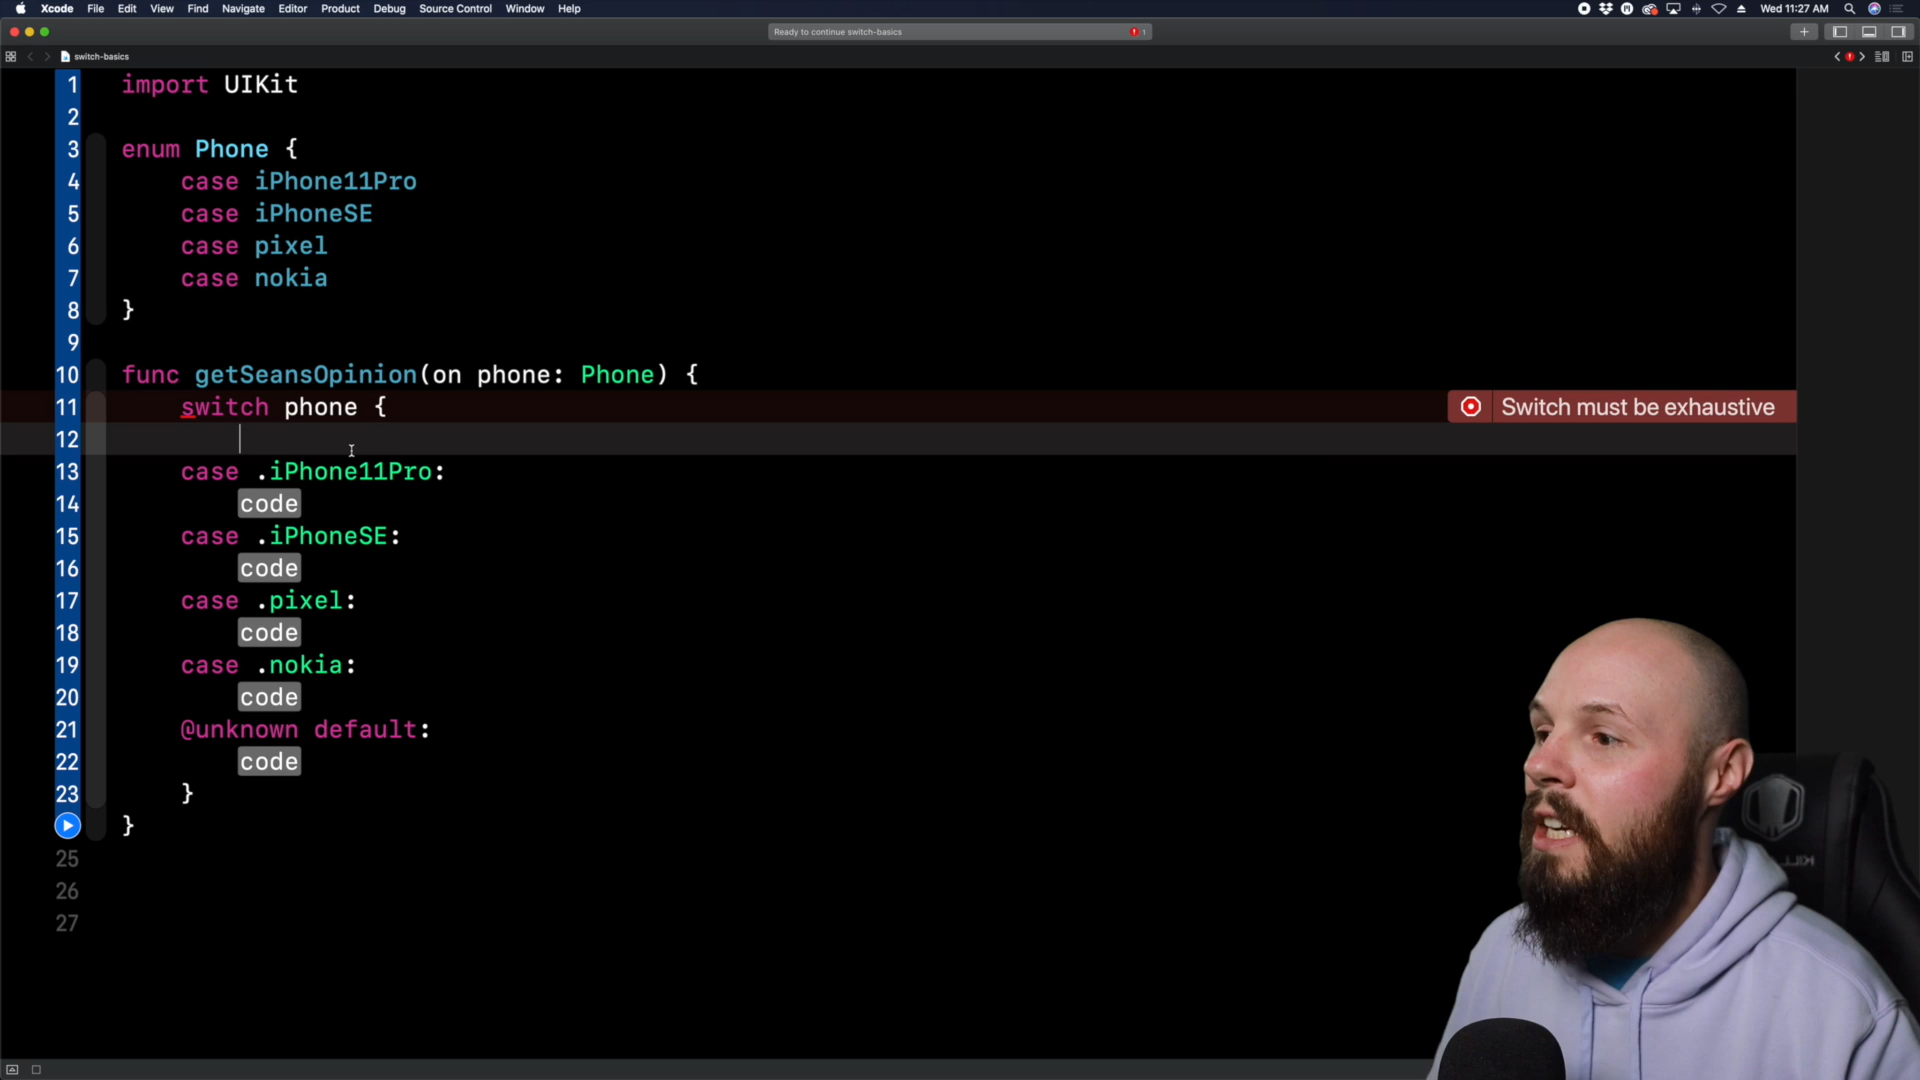 Xcode File Edit View Find Navigate Editor Product Debug Source Control Window Help Wed 11:27 AM
Ready to continue switch-basics 1
switch-basics
1 import UIKit
2
3 enum Phone {
4 case iPhone11Pro
5 case iPhoneSE
6 case pixel
7 case nokia
8 }
9
10 func getSeansOpinion(on phone: Phone) {
11 switch phone { Switch must be exhaustive
12
13 case .iPhone11Pro:
14 code
15 case .iPhoneSE:
16 code
17 case .pixel:
18 code
19 case .nokia:
20 code
21 @unknown default:
22 code
23 }
}
25
26
27